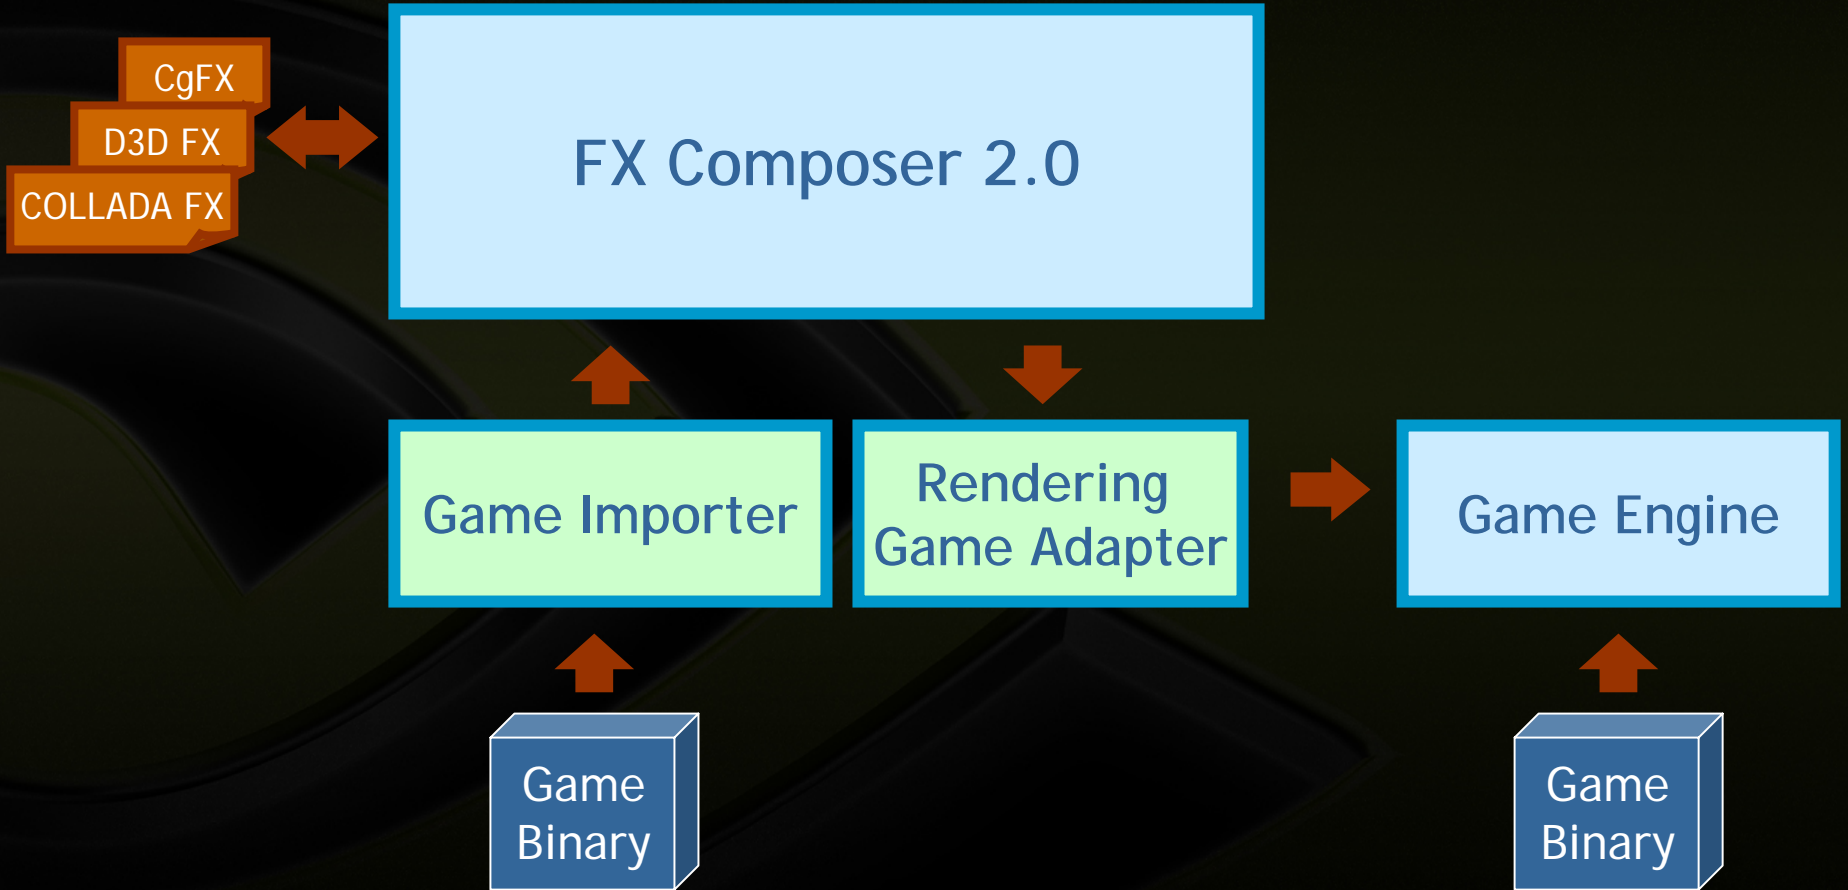 CgFX
D3D FX
COLLADA FX
FX Composer 2.0
Game Importer
Rendering
Game Adapter
Game Engine
Game
Binary
Game
Binary